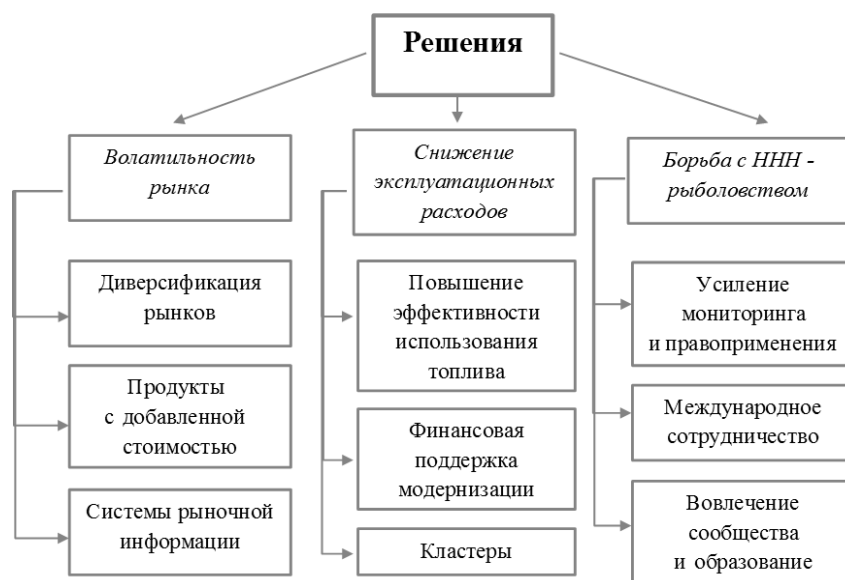 Решения
Волатильность
рынка
Диверсификация
рынков
Продукты
с добавленной
стоимостью
Системы рыночной
информации
Снижение
эксплуатационных
расходов
Повышение
эффективности
использования
топлива
Финансовая
поддержка
модернизации
Кластеры
Борьба с ННН -
рыболовством
Усиление
мониторинга
и правоприменения
Международное
сотрудничество
Вовлечение
сообщества
и образование